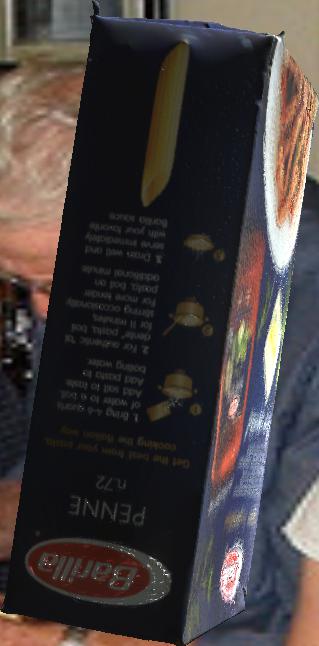 Barilla
PENNE
n.72
Get the best from your pasta,
cooking the Italian way
1. Bring 4-6 quarts
of water to a boil.
Add salt to taste.
Add pasta to
boiling water.
2. For authentic "al
dente" pasta, boil
for 11 minutes,
stirring occasionally.
For more tender
pasta, boil an
additional minute.
3. Drain well and
serve immediately
with your favorite
Barilla sauce